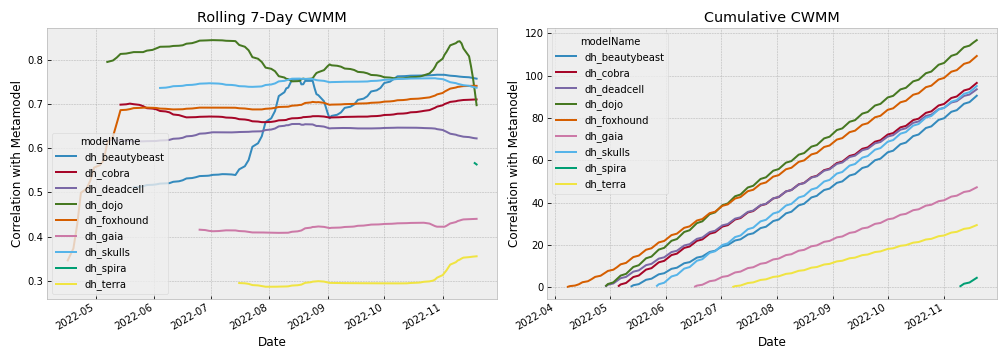 Rolling 7-Day CWMM
Correlation with Metamodel
0.8
0.7
0.6
0.5
0.4
0.3
modelName
dh_beautybeast
dh_cobra
dh_deadcell
dh_dojo
dh_foxhound
dh_gaia
dh_skulls
dh_spira
dh_terra
2022-05
2022-06
2022-07
2022-08
2022-09
2022-10
2022-11
Date
Cumulative CWMM
Correlation with Metamodel
120
100
80
60
40
20
0
modelName
dh_beautybeast
dh_cobra
dh_deadcell
dh_dojo
dh_foxhound
dh_gaia
dh_skulls
dh_spira
dh_terra
2022-04
2022-05
2022-06
2022-07
2022-08
2022-09
2022-10
2022-11
Date